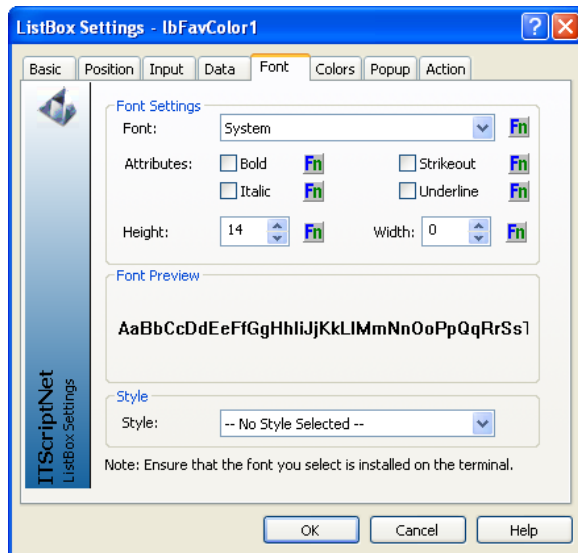 ListBox Settings - lbFavColor1
Basic Position Input Data Font Colors Popup Action
Font Settings
Font: System Fn
Attributes: Bold Fn Strikeout Fn
Italic Fn Underline Fn
Height: 14 Fn Width: 0 Fn
Font Preview
AaBbCcDdEeFfGgHhIiJjKkLlMmNnOoPpQqRrSsT
Style
Style: -- No Style Selected --
Note: Ensure that the font you select is installed on the terminal.
ITScriptNet
ListBox Settings
OK Cancel Help